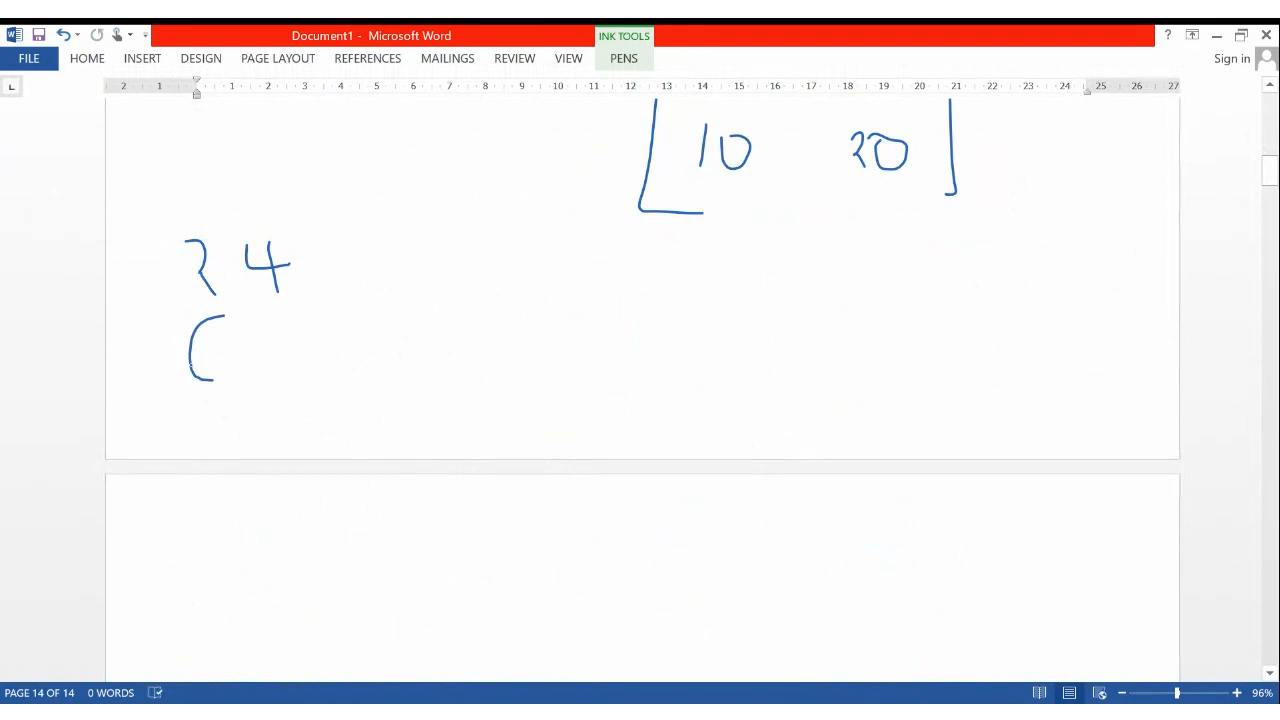 Document1 - Microsoft Word
INK TOOLS
?
FILE
HOME
INSERT
DESIGN
PAGE LAYOUT
REFERENCES
MAILINGS
REVIEW
VIEW
PENS
Sign in
2 1 1 2 3 4 5 6 7 8 9 10 11 12 13 14 15 16 17 18 19 20 21 22 23 24 25 26 27
10 20
24
(
PAGE 14 OF 14
0 WORDS
96%